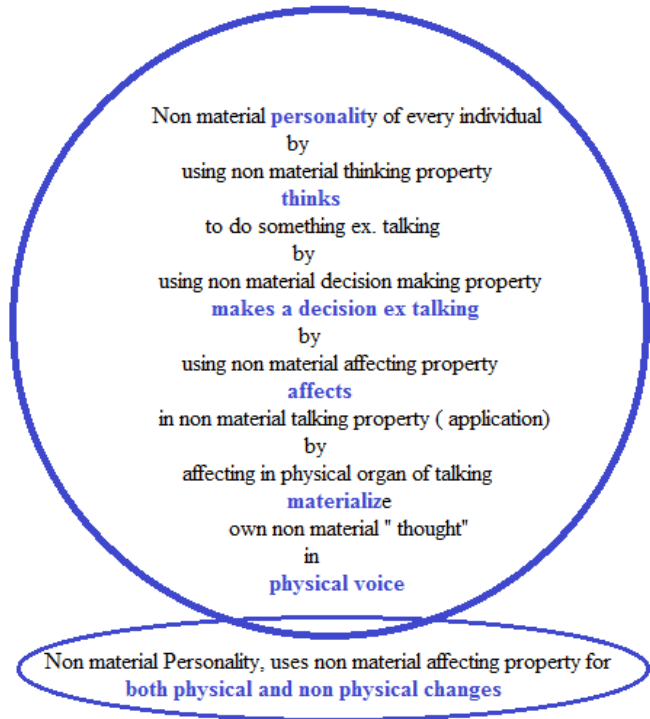 Non material personality of every individual
by
using non material thinking property
thinks
to do something ex. talking
by
using non material decision making property
makes a decision ex talking
by
using non material affecting property
affects
in non material talking property ( application)
by
affecting in physical organ of talking
materialize
own non material " thought"
in
physical voice
Non material Personality, uses non material affecting property for
both physical and non physical changes